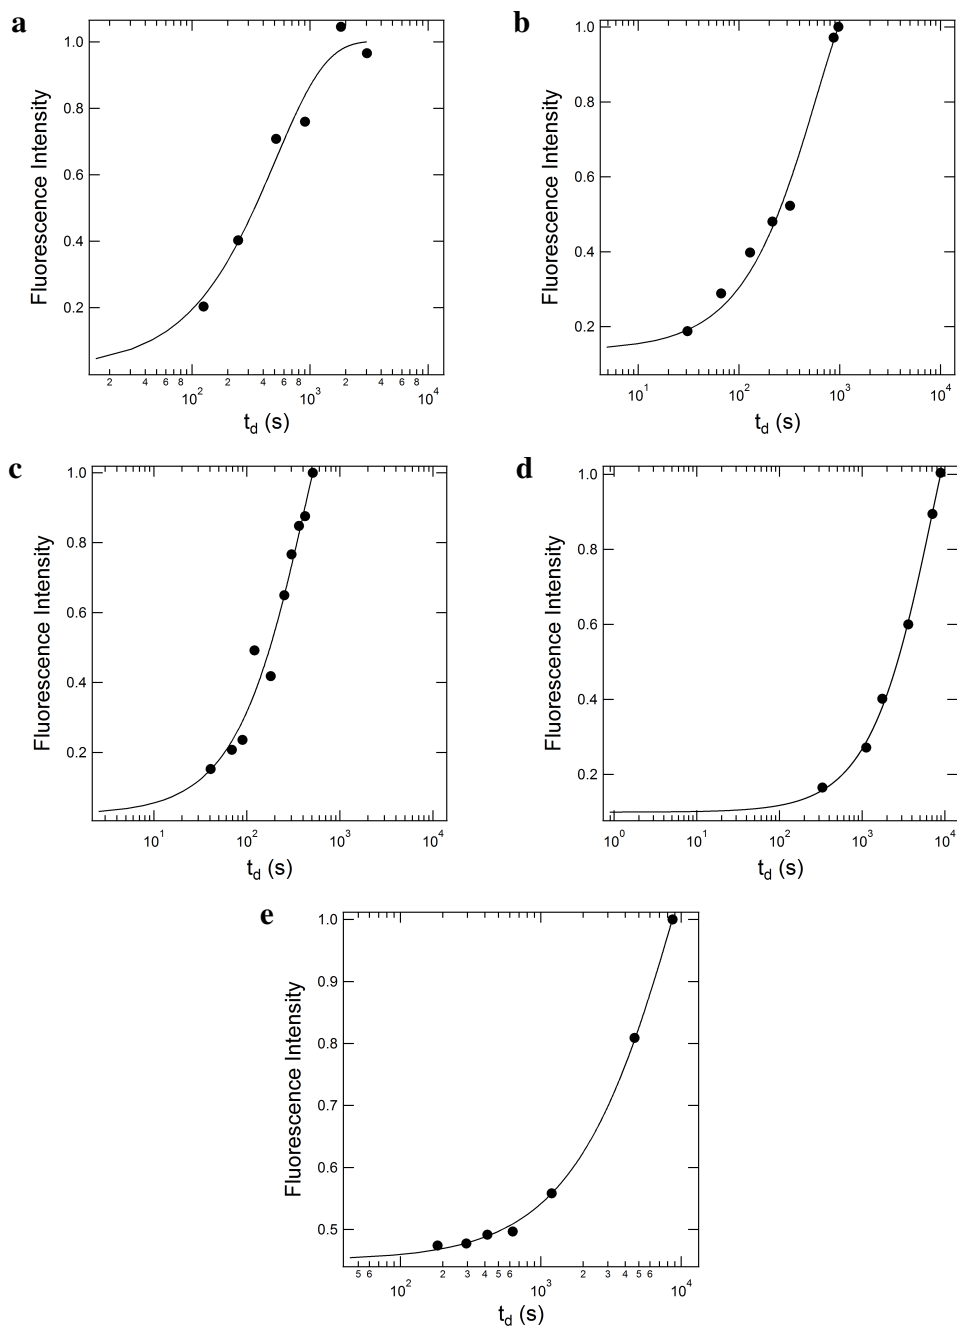 a
Fluorescence Intensity
1.0
0.8
0.6
0.4
0.2
2 4 6 8 10² 2 4 6 8 10³ 2 4 6 8 10⁴
t_d (s)
b
Fluorescence Intensity
1.0
0.8
0.6
0.4
0.2
10¹ 10² 10³ 10⁴
t_d (s)
c
Fluorescence Intensity
1.0
0.8
0.6
0.4
0.2
10¹ 10² 10³ 10⁴
t_d (s)
d
Fluorescence Intensity
1.0
0.8
0.6
0.4
0.2
10⁰ 10¹ 10² 10³ 10⁴
t_d (s)
e
Fluorescence Intensity
1.0
0.9
0.8
0.7
0.6
0.5
5 6 10² 2 3 4 5 6 10³ 2 3 4 5 6 10⁴
t_d (s)